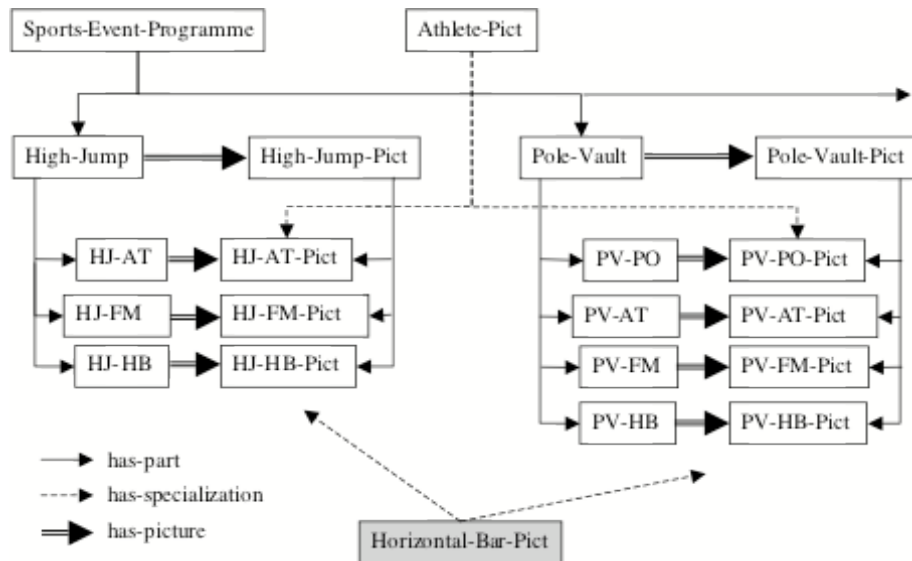 Sports-Event-Programme
Athlete-Pict
High-Jump
High-Jump-Pict
Pole-Vault
Pole-Vault-Pict
HJ-AT
HJ-AT-Pict
PV-PO
PV-PO-Pict
HJ-FM
HJ-FM-Pict
PV-AT
PV-AT-Pict
HJ-HB
HJ-HB-Pict
PV-FM
PV-FM-Pict
PV-HB
PV-HB-Pict
has-part
has-specialization
has-picture
Horizontal-Bar-Pict